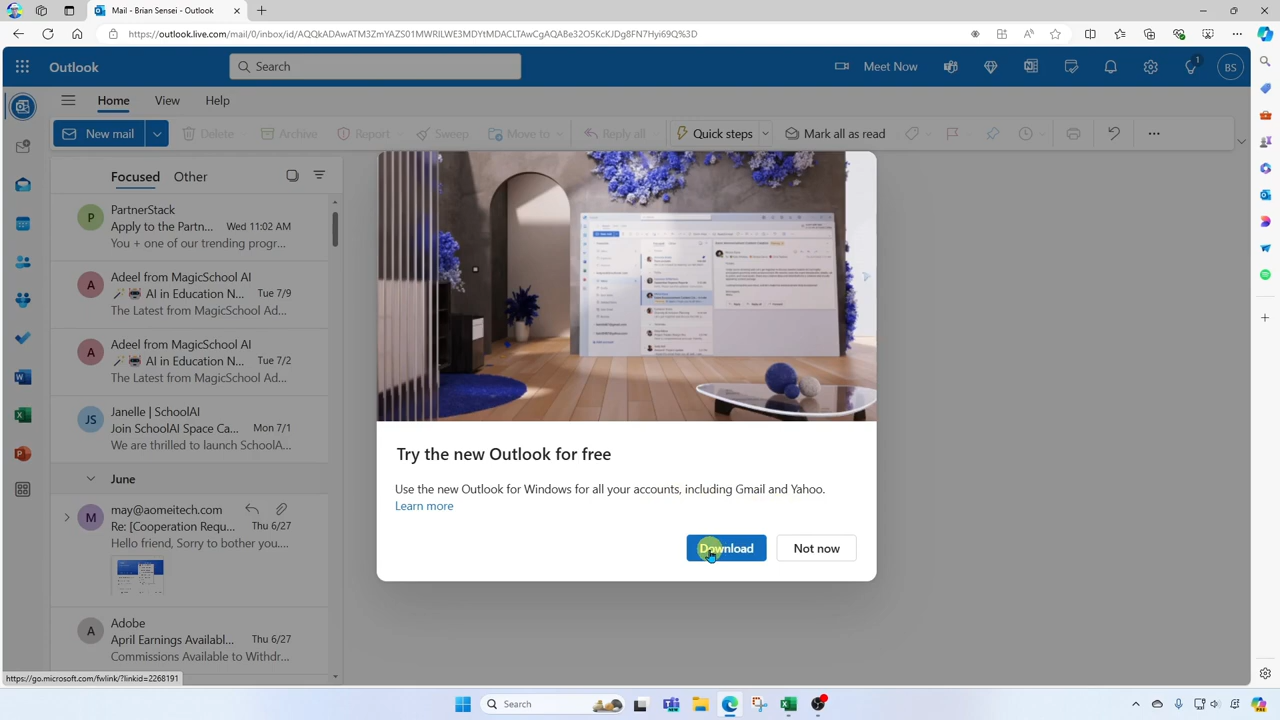 Mail - Brian Sensei - Outlook
https://outlook.live.com/mail/0/inbox/id/AQQkADAwATM3ZmYAZS01MWRILWE3MDYtMDACLTAwCgAQABe32O5KcKJDg8FN7Hyi69Q%3D
Outlook
Search
Meet Now
1
BS
Home View Help
New mail Delete Archive Report Sweep Move to Reply all Quick steps Mark all as read
Focused Other
P PartnerStack
Apply to the Partn... Wed 11:02 AM
You + one of our trending progr...
A Adeel from MagicSchool AI
AI in Education N... Tue 7/9
The Latest from MagicSchool Ad...
A Adeel from MagicSchool AI
AI in Education N... Tue 7/2
The Latest from MagicSchool Ad...
JS Janelle | SchoolAI
Join SchoolAI Space Ca... Mon 7/1
We are thrilled to launch SchoolA...
June
M may@aomeitech.com
Re: [Cooperation Requ... Thu 6/27
Hello friend, Sorry to bother you....
A Adobe
April Earnings Availabl... Thu 6/27
Commissions Available to Withdr...
Try the new Outlook for free
Use the new Outlook for Windows for all your accounts, including Gmail and Yahoo.
Learn more
Download Not now
https://go.microsoft.com/fwlink/?linkid=2268191
Search